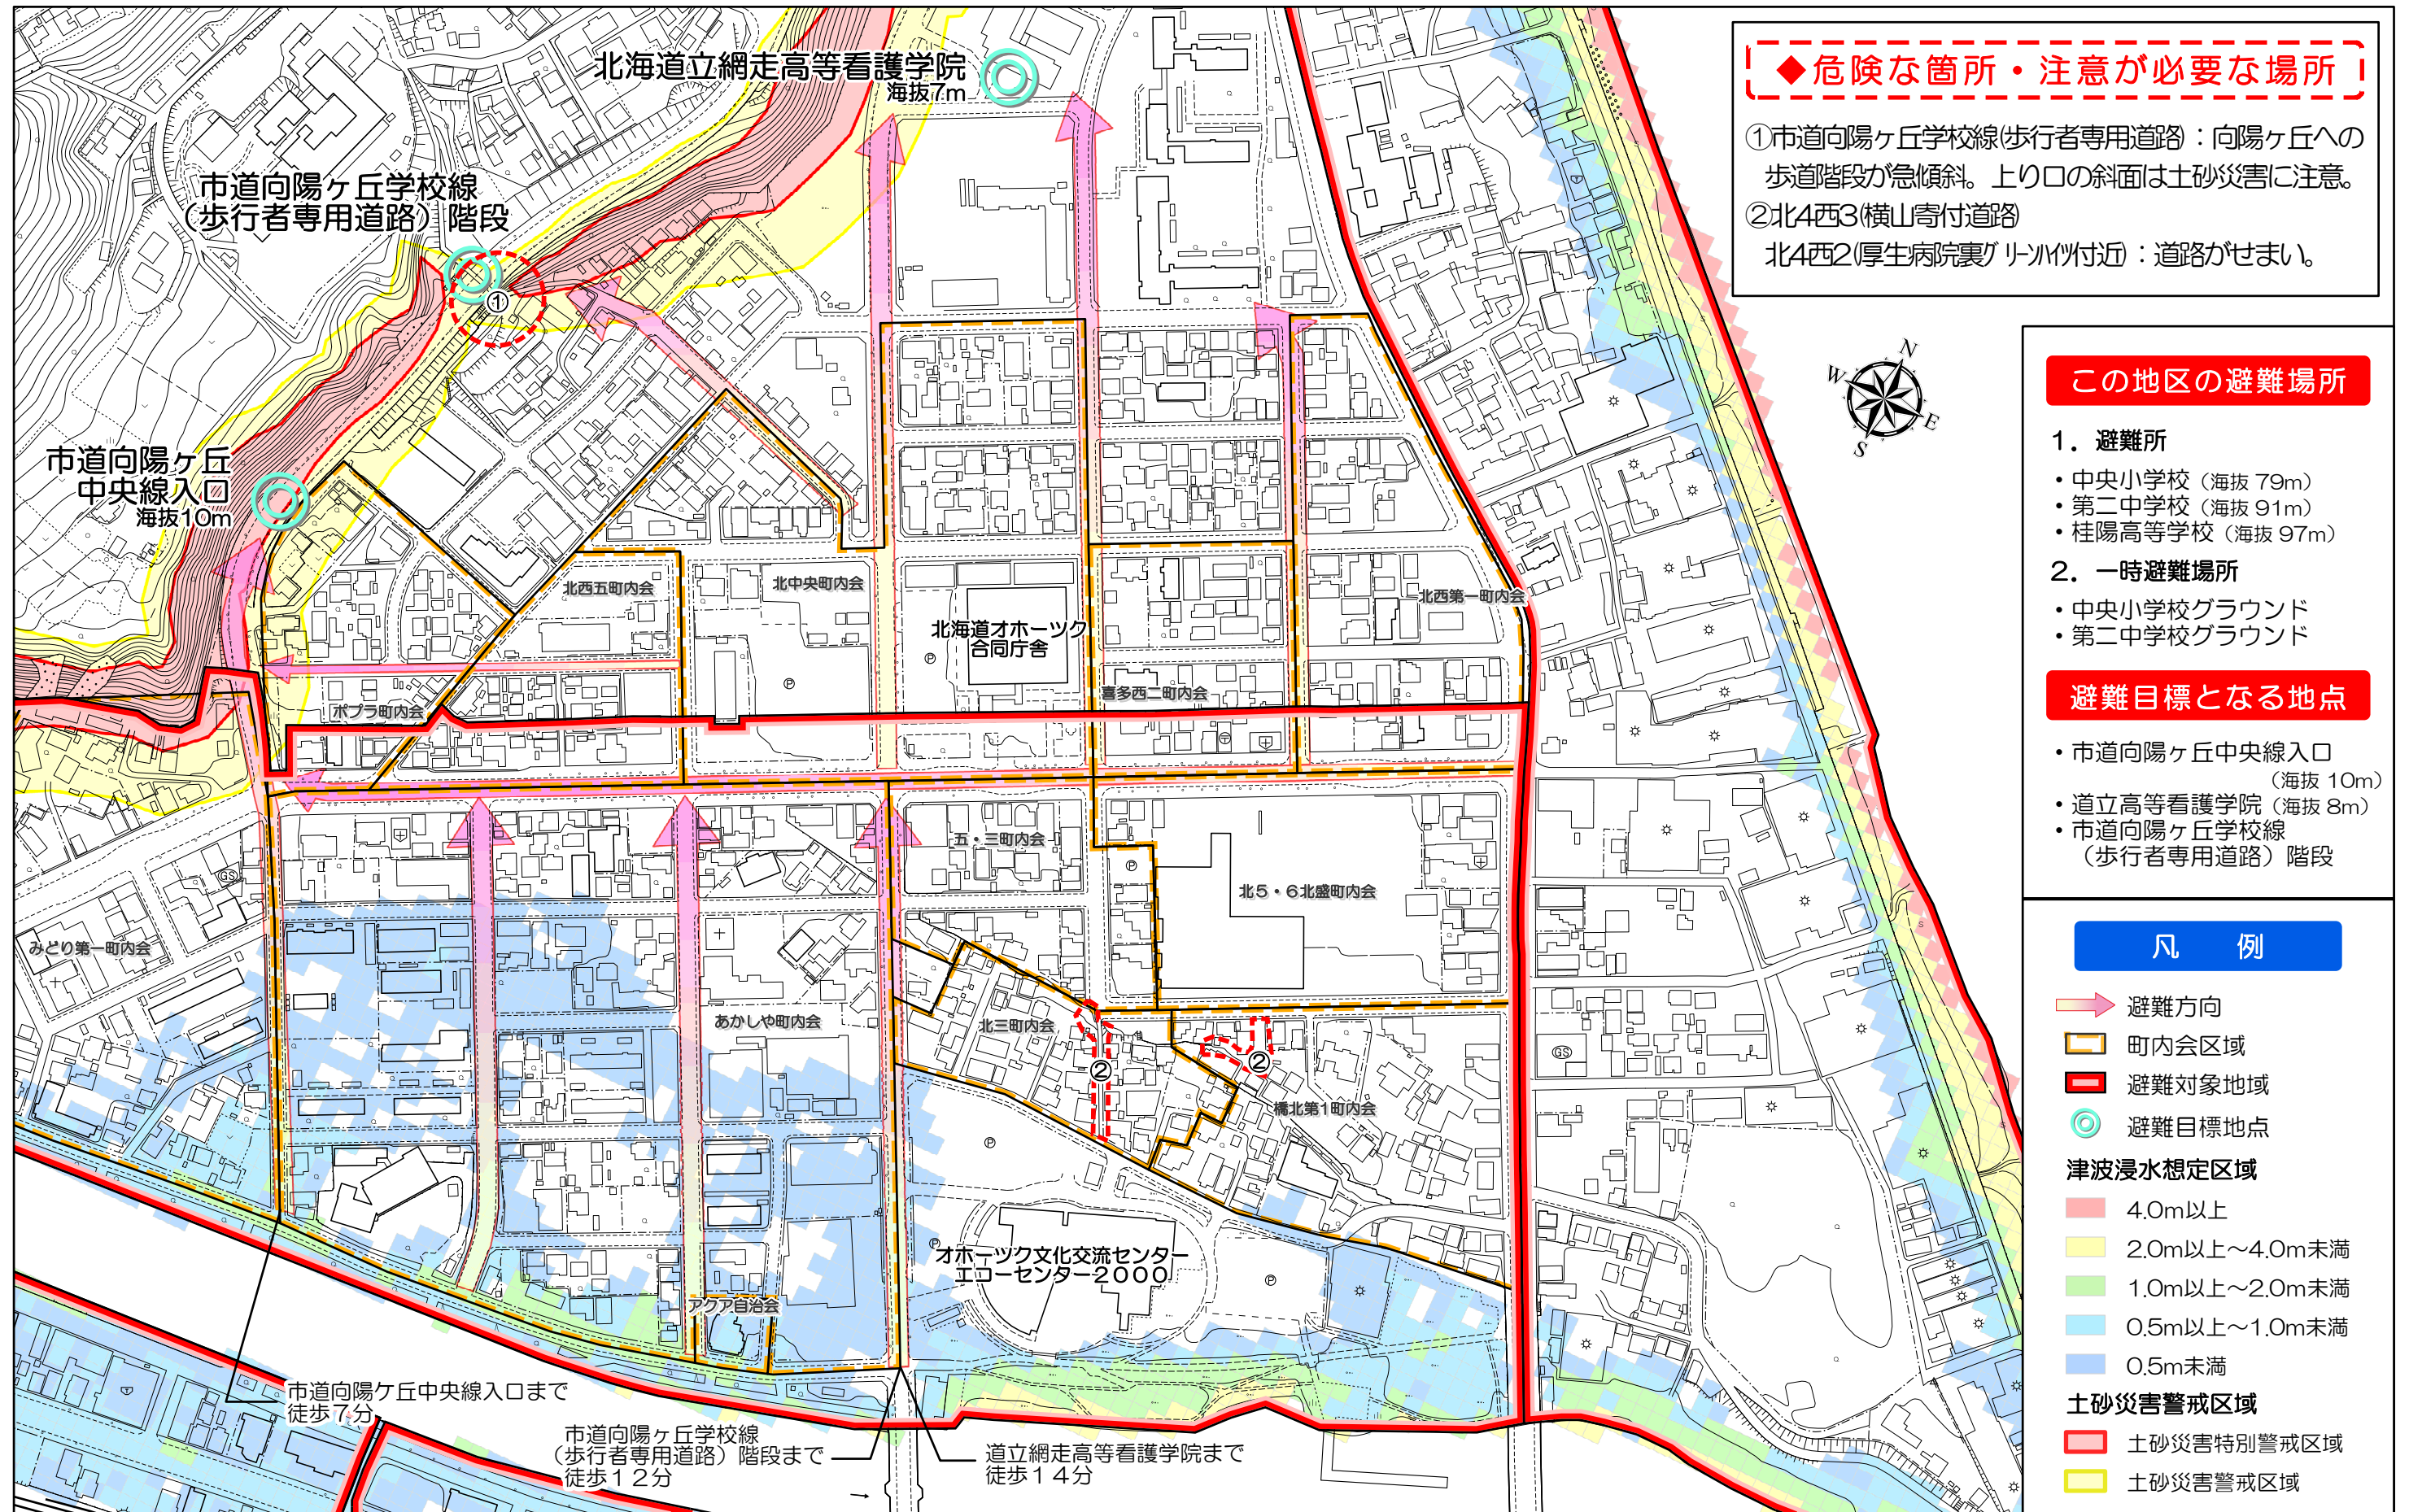 北海道立網走高等看護学院
海抜7m
市道向陽ヶ丘学校線
（歩行者専用道路）階段
①
市道向陽ヶ丘
中央線入口
海抜10m
◆危険な箇所・注意が必要な場所
①市道向陽ヶ丘学校線(歩行者専用道路)：向陽ヶ丘への
歩道階段が急傾斜。上り口の斜面は土砂災害に注意。
②北4西3(横山寄付道路)
北4西2(厚生病院裏グリーンハイツ付近)：道路がせまい。
N
W
E
S
この地区の避難場所
1．避難所
・中央小学校（海抜 79m）
・第二中学校（海抜 91m）
・桂陽高等学校（海抜 97m）
2．一時避難場所
・中央小学校グラウンド
・第二中学校グラウンド
避難目標となる地点
・市道向陽ヶ丘中央線入口
（海抜 10m）
・道立高等看護学院（海抜 8m）
・市道向陽ヶ丘学校線
（歩行者専用道路）階段
凡　例
避難方向
町内会区域
避難対象地域
避難目標地点
津波浸水想定区域
4.0m以上
2.0m以上～4.0m未満
1.0m以上～2.0m未満
0.5m以上～1.0m未満
0.5m未満
土砂災害警戒区域
土砂災害特別警戒区域
土砂災害警戒区域
北西五町内会
北中央町内会
北西第一町内会
北海道オホーツク
合同庁舎
Ⓟ
Ⓟ
喜多西二町内会
ポプラ町内会
五・三町内会
Ⓟ
北5・6北盛町内会
GS
みどり第一町内会
あかしや町内会
北三町内会
②
②
GS
橋北第1町内会
Ⓟ
オホーツク文化交流センター
エコーセンター2000
Ⓟ
Ⓟ
アクア自治会
市道向陽ケ丘中央線入口まで
徒歩7分
市道向陽ヶ丘学校線
（歩行者専用道路）階段まで
徒歩12分
道立網走高等看護学院まで
徒歩14分